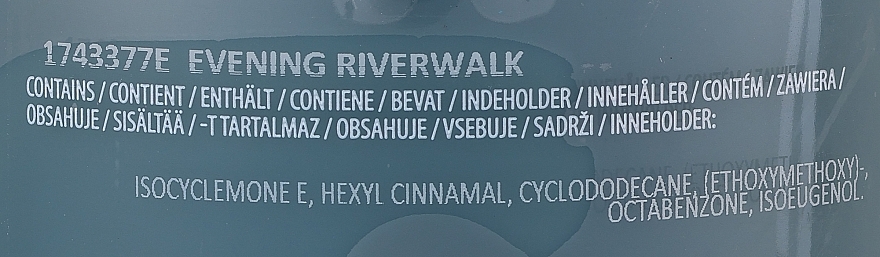 1743377E EVENING RIVERWALK
CONTAINS / CONTIENT / ENTHÄLT / CONTIENE / BEVAT / INDEHOLDER / INNEHÅLLER / CONTÉM / ZAWIERA /
OBSAHUJE / SISÄLTÄÄ / -T TARTALMAZ / OBSAHUJE / VSEBUJE / SADRŽI / INNEHOLDER:
ISOCYCLEMONE E, HEXYL CINNAMAL, CYCLODODECANE, (ETHOXYMETHOXY)-,
OCTABENZONE, ISOEUGENOL.